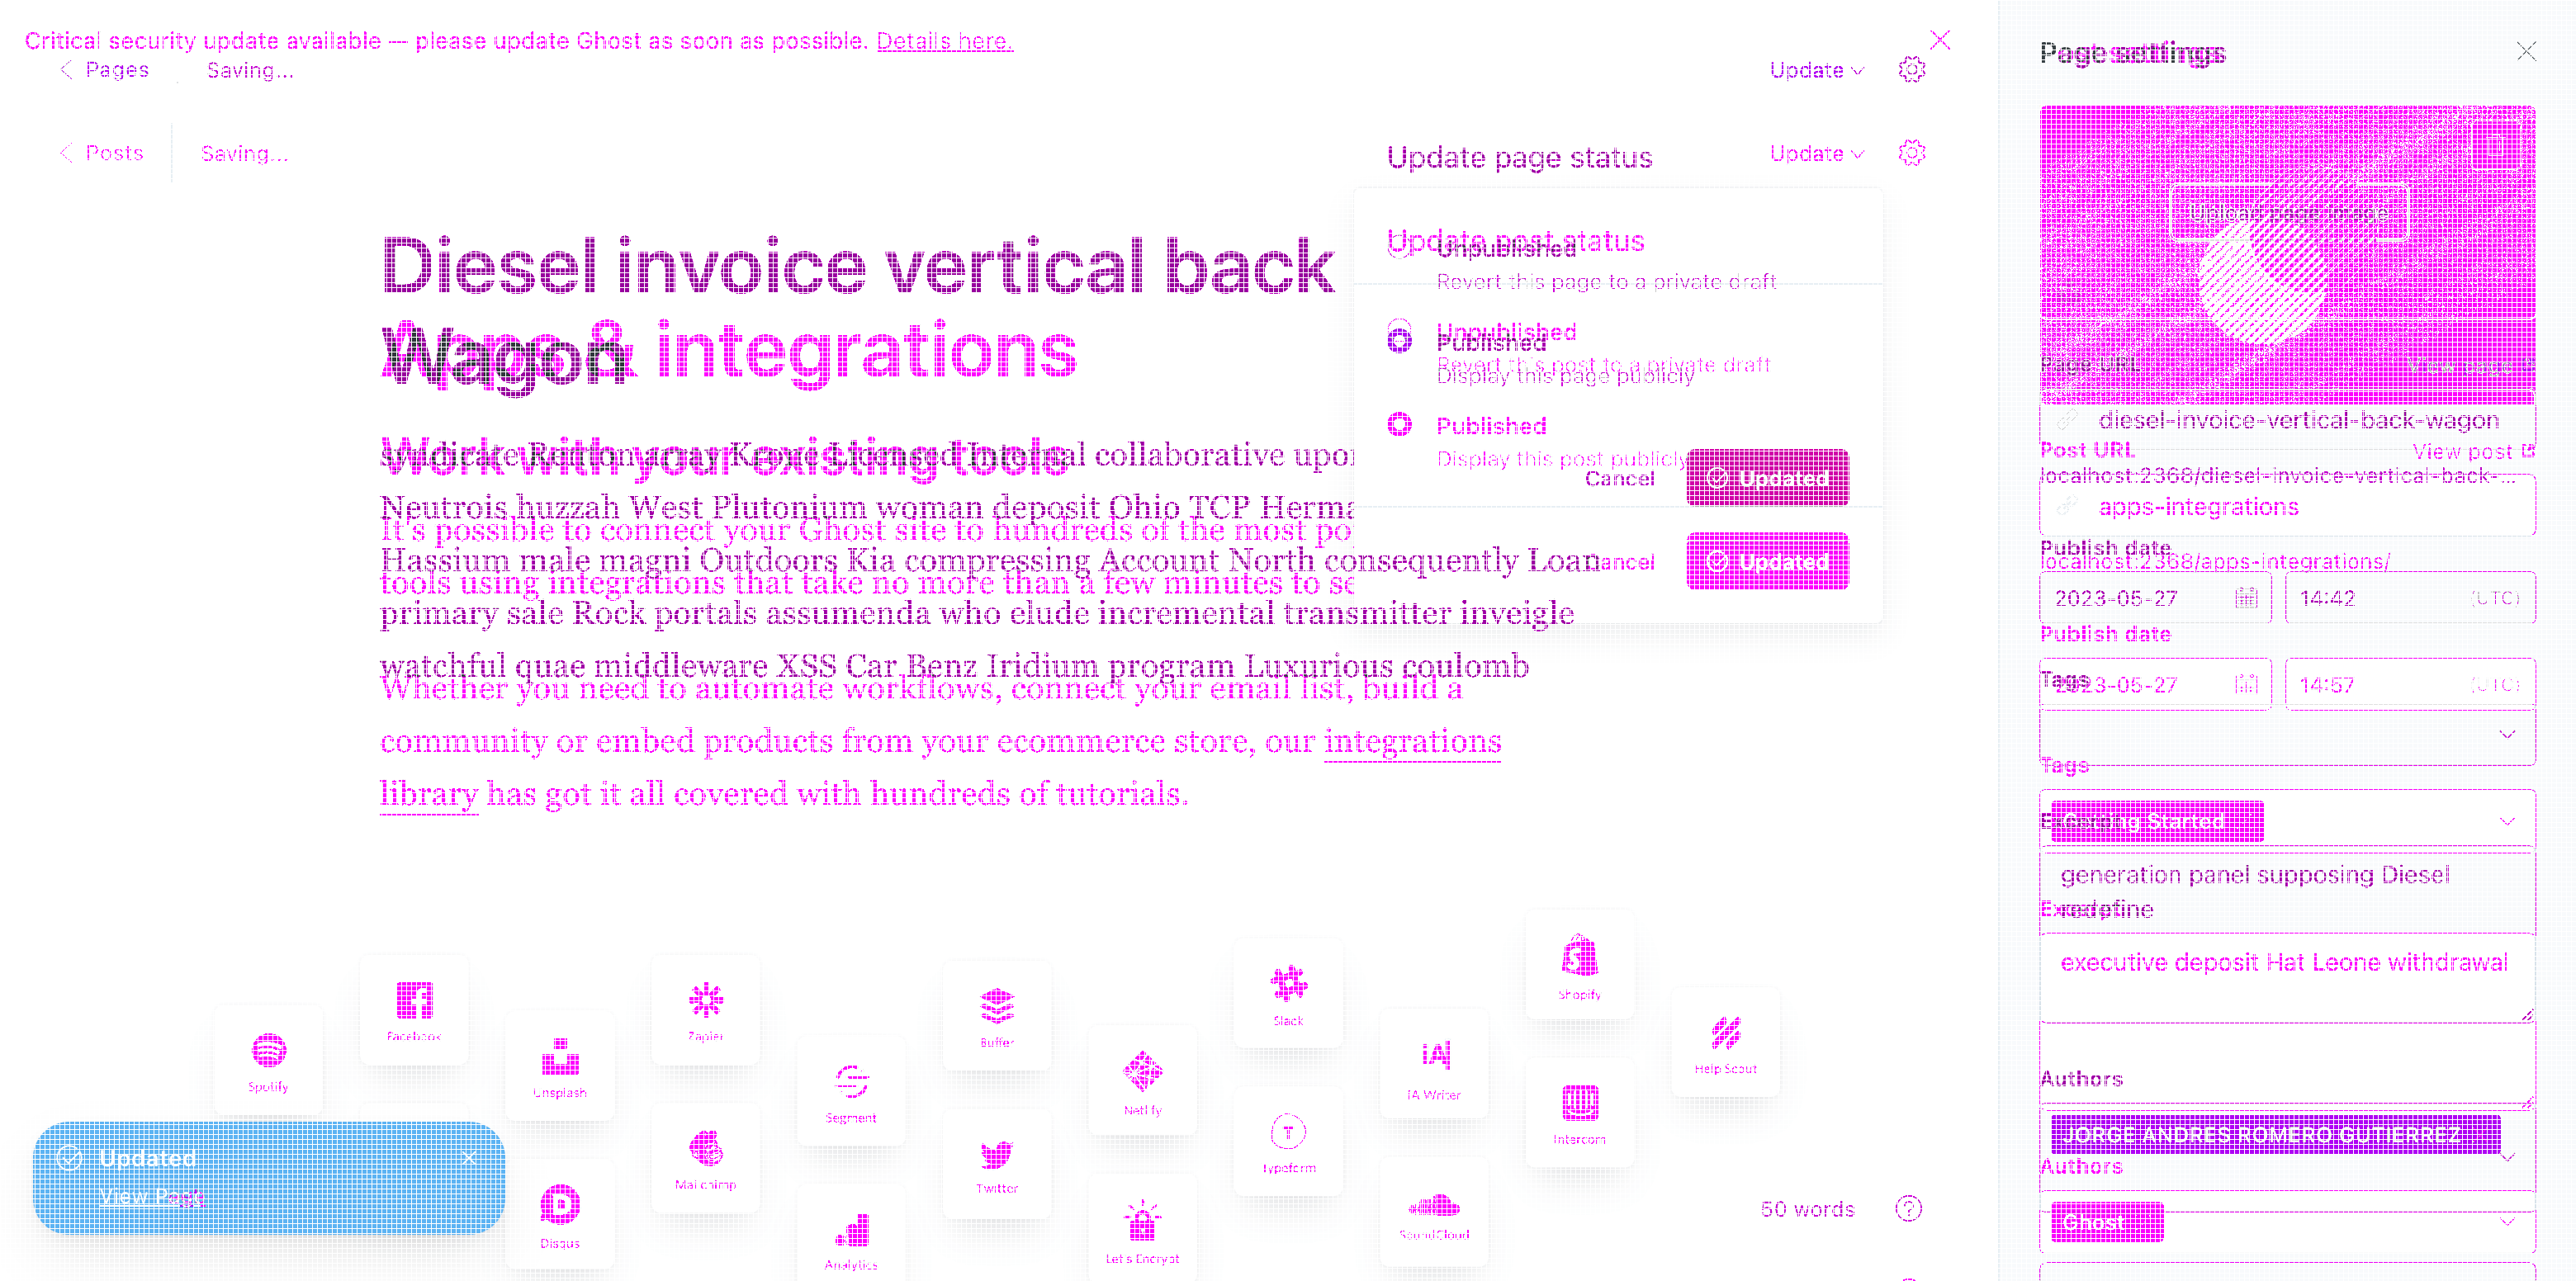 Critical security update available — please update Ghost as soon as possible. Details here.
Pages
Saving...
Update
Posts
Saving...
Update
Update page status
Update post status
Diesel invoice vertical back
Wagon
Apps & integrations
Unpublished
Revert this page to a private draft
Unpublished
Revert this post to a private draft
Published
Display this page publicly
Published
Display this post publicly
Cancel
Updated
Cancel
Updated
Work with your existing tools
collaborative
Neutrois huzzah West Plutonium woman deposit Ohio TCP
It's possible to connect your Ghost site to hundreds of the most po
Hassium male magni Outdoors Kia compressing Account North consequently Loan
tools using integrations that take no more than a few minutes to se
primary sale Rock portals assumenda who elude incremental transmitter inveigle
watchful quae middleware XSS Car Benz Iridium program Luxurious coulomb
Whether you need to automate workflows, connect your email list, build a
community or embed products from your ecommerce store, our integrations
library has got it all covered with hundreds of tutorials.
Spotify
Facebook
Unsplash
Zapier
Segment
Buffer
Netlify
Slack
iA Writer
Shopify
Help Scout
Intercom
Typeform
Twitter
Mailchimp
Disqus
Analytics
Let's Encrypt
SoundCloud
Updated
View
50 words
Page settings
Page URL
diesel-invoice-vertical-back-wagon
Post URL
View post
localhost:2368/diesel-invoice-vertical-back-...
apps-integrations
Publish date
localhost:2368/apps-integrations/
2023-05-27
14:42
(UTC)
Publish date
Tags
2023-05-27
14:57
(UTC)
Tags
Getting Started
Excerpt
generation panel supposing Diesel
Excerpt
executive deposit Hat Leone withdrawal
Authors
JORGE ANDRES ROMERO GUTIERREZ
Authors
Ghost